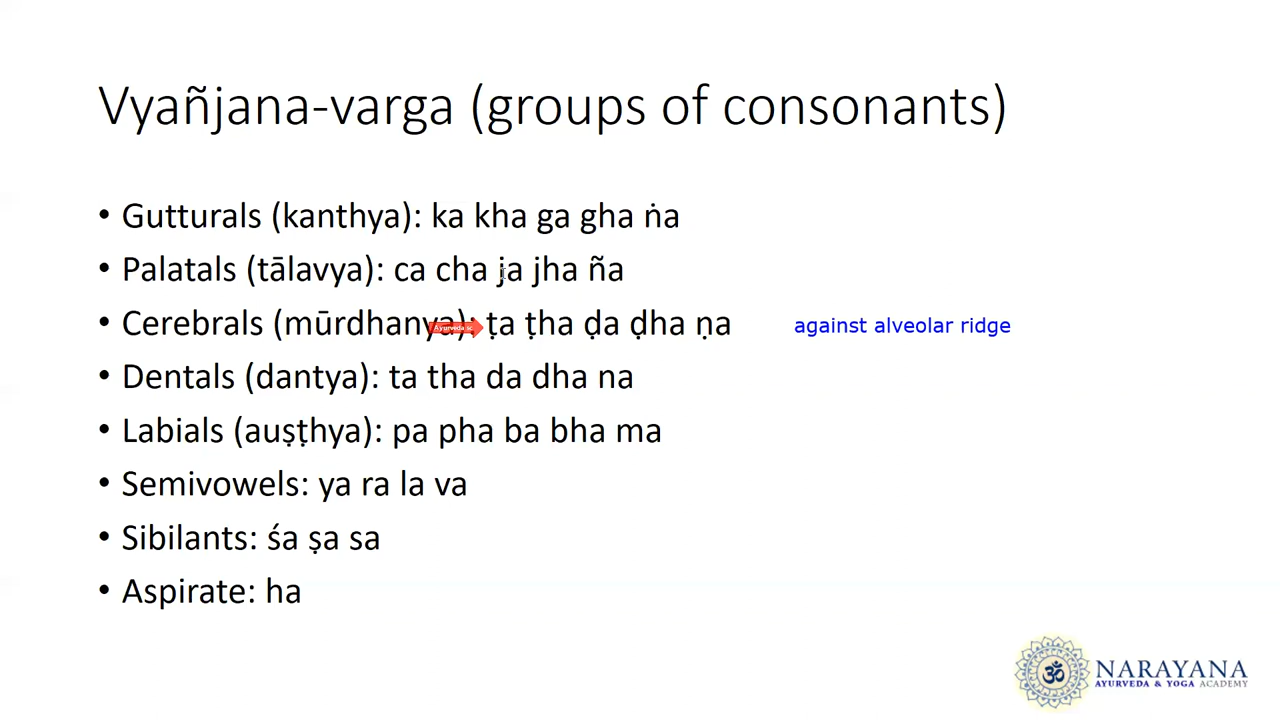 Vyañjana-varga (groups of consonants)
• Gutturals (kanthya): ka kha ga gha ṅa
• Palatals (tālavya): ca cha ja jha ña
• Cerebrals (mūrdhanya): ṭa ṭha ḍa ḍha ṇa against alveolar ridge
Ayurveda sc
• Dentals (dantya): ta tha da dha na
• Labials (auṣṭhya): pa pha ba bha ma
• Semivowels: ya ra la va
• Sibilants: śa ṣa sa
• Aspirate: ha
ॐ NARAYANA
AYURVEDA & YOGA ACADEMY